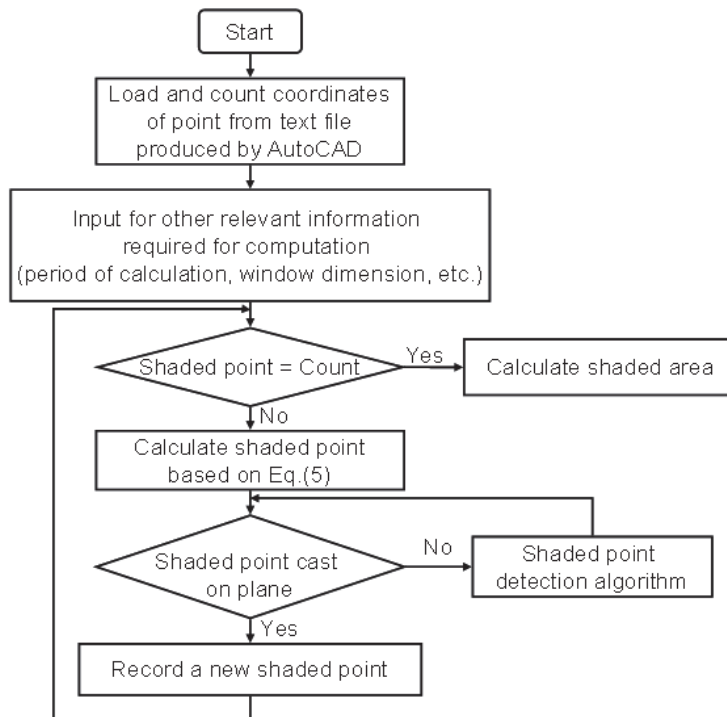 Start
Load and count coordinates
of point from text file
produced by AutoCAD
Input for other relevant information
required for computation
(period of calculation, window dimension, etc.)
Shaded point = Count
Yes
Calculate shaded area
No
Calculate shaded point
based on Eq.(5)
Shaded point cast
on plane
No
Shaded point
detection algorithm
Yes
Record a new shaded point